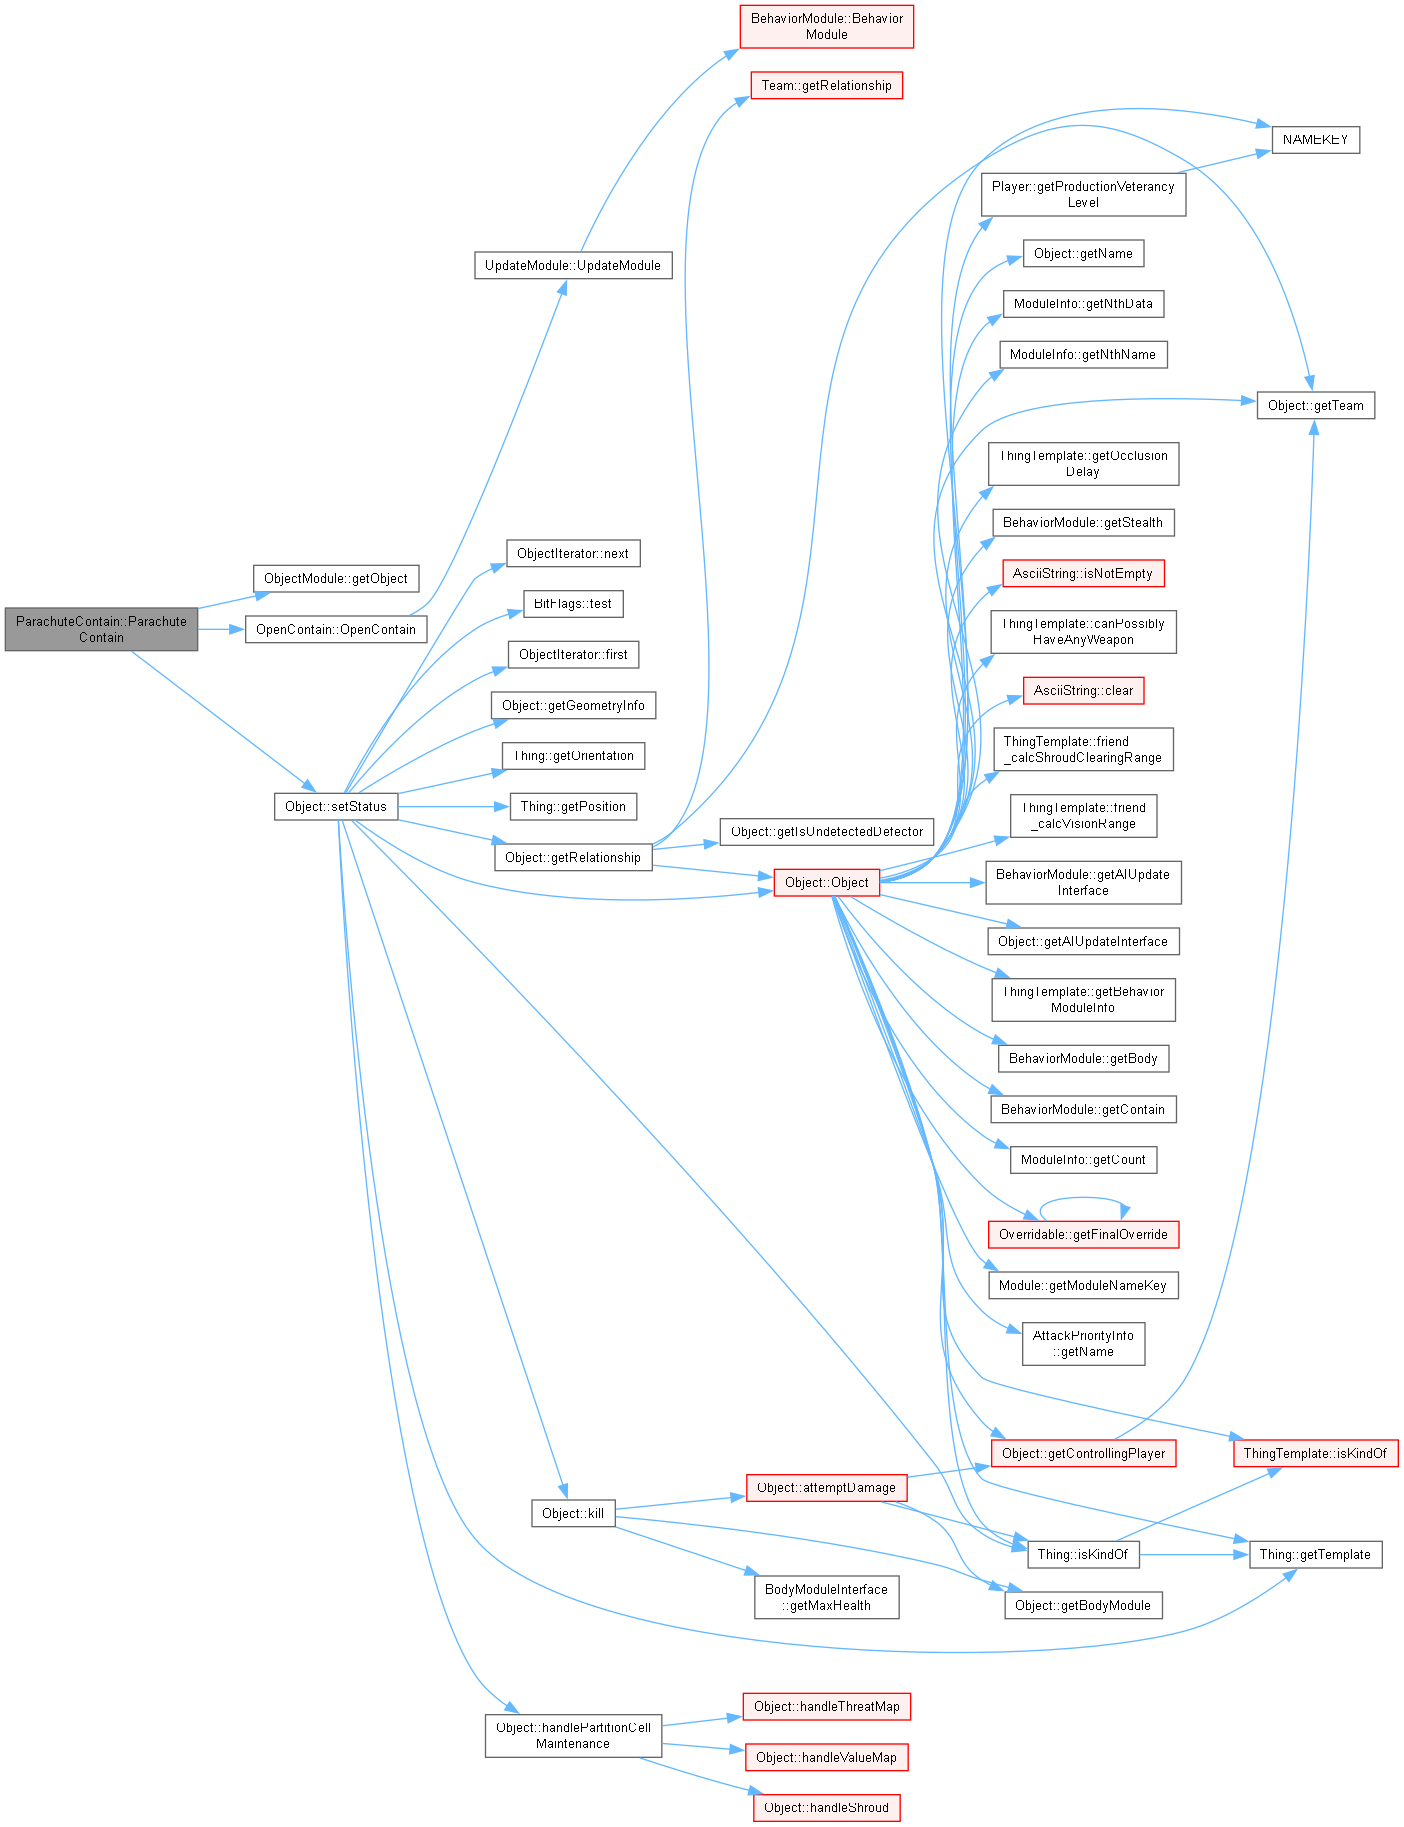 BehaviorModule::Behavior
Module
Team::getRelationship
NAMEKEY
Player::getProductionVeterancy
Level
Object::getName
UpdateModule::UpdateModule
ModuleInfo::getNthData
ModuleInfo::getNthName
Object::getTeam
ThingTemplate::getOcclusion
Delay
BehaviorModule::getStealth
ObjectIterator::next
AsciiString::isNotEmpty
ObjectModule::getObject
BitFlags::test
ParachuteContain::Parachute
Contain
OpenContain::OpenContain
ThingTemplate::canPossibly
HaveAnyWeapon
ObjectIterator::first
AsciiString::clear
Object::getGeometryInfo
ThingTemplate::friend
_calcShroudClearingRange
Thing::getOrientation
Object::setStatus
Thing::getPosition
ThingTemplate::friend
_calcVisionRange
Object::getIsUndetectedDefector
Object::getRelationship
Object::Object
BehaviorModule::getAIUpdate
Interface
Object::getAIUpdateInterface
ThingTemplate::getBehavior
ModuleInfo
BehaviorModule::getBody
BehaviorModule::getContain
ModuleInfo::getCount
Overridable::getFinalOverride
Module::getModuleNameKey
AttackPriorityInfo
::getName
Object::getControllingPlayer
ThingTemplate::isKindOf
Object::attemptDamage
Object::kill
Thing::isKindOf
Thing::getTemplate
BodyModuleInterface
::getMaxHealth
Object::getBodyModule
Object::handleThreatMap
Object::handlePartitionCell
Maintenance
Object::handleValueMap
Object::handleShroud